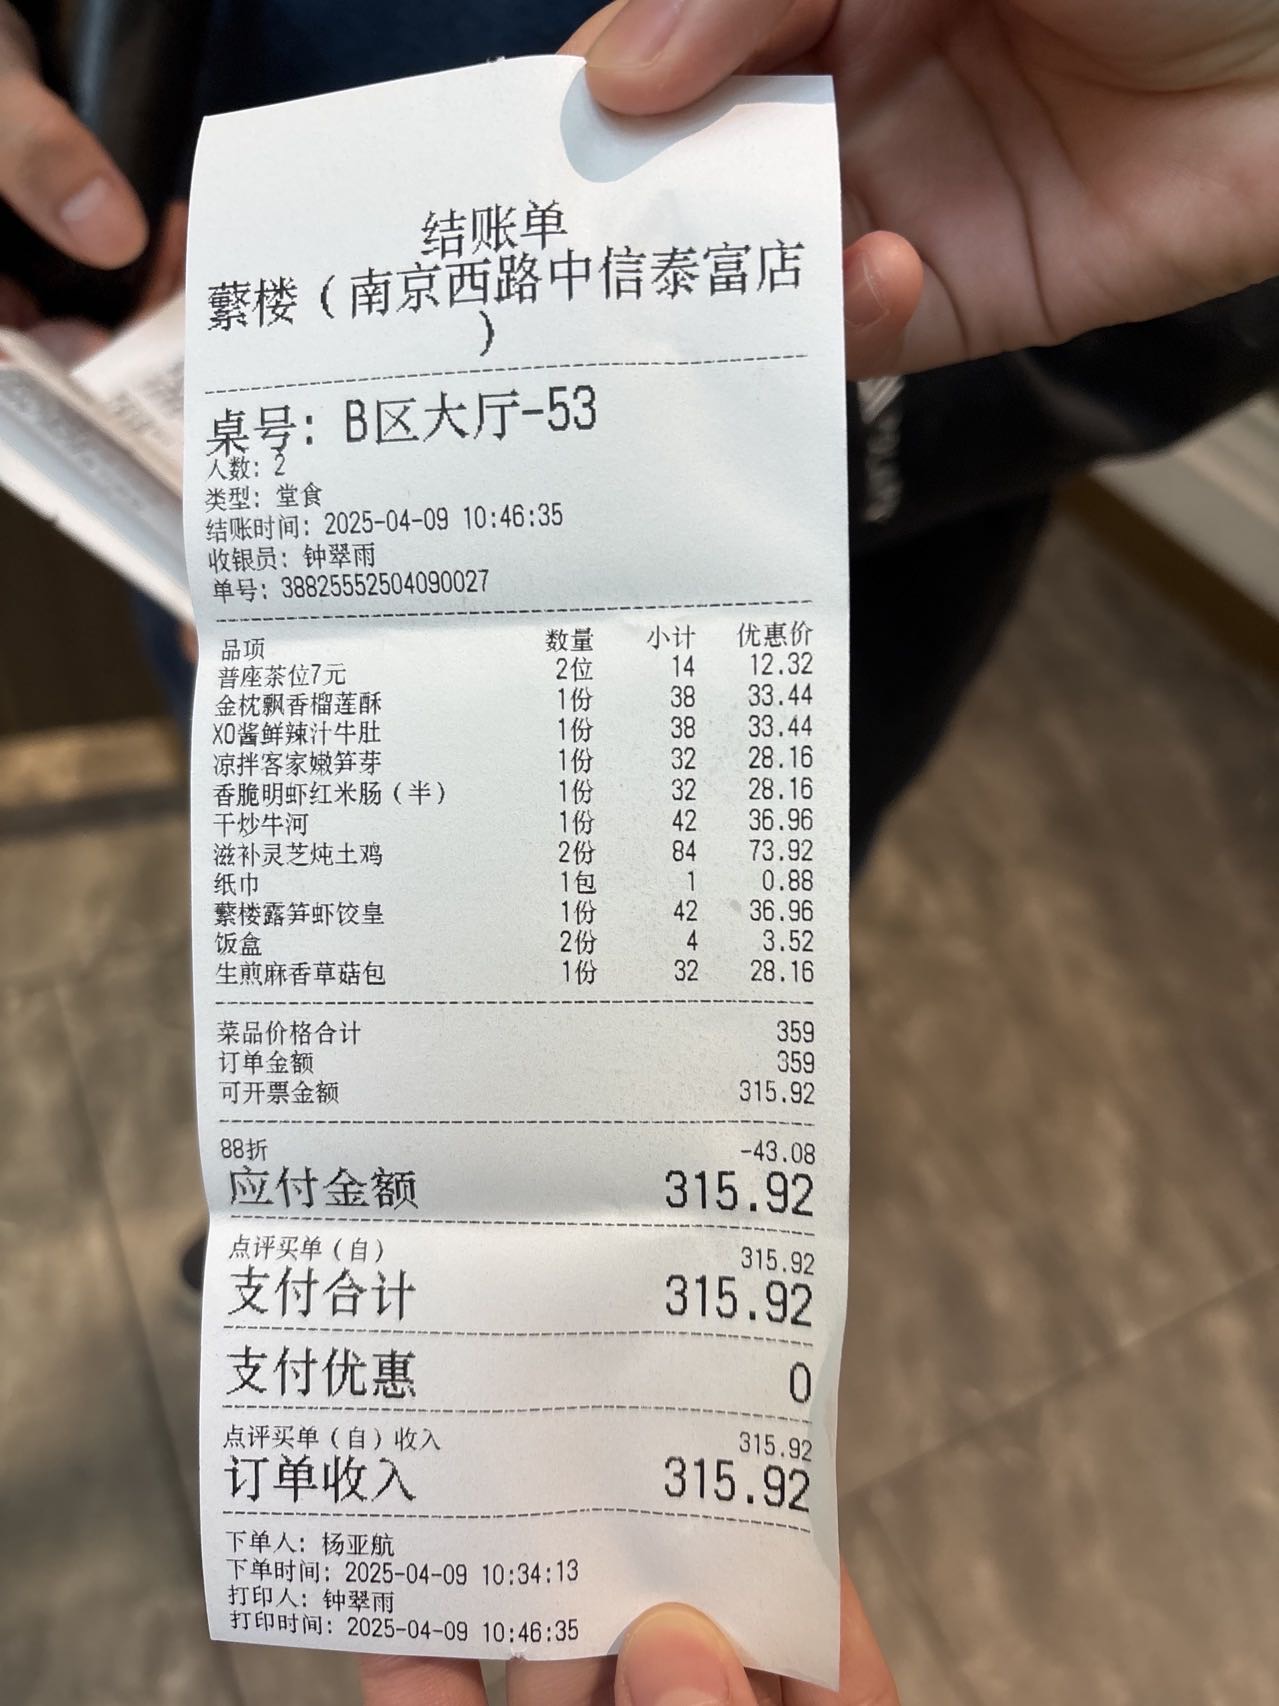 结账单
蘩楼（南京西路中信泰富店
）
桌号：B区大厅-53
人数：2
类型：堂食
结账时间：2025-04-09 10:46:35
收银员：钟翠雨
单号：38825552504090027
品项 数量 小计 优惠价
普座茶位7元 2位 14 12.32
金枕飘香榴莲酥 1份 38 33.44
XO酱鲜辣汁牛肚 1份 38 33.44
凉拌客家嫩笋芽 1份 32 28.16
香脆明虾红米肠（半） 1份 32 28.16
干炒牛河 1份 42 36.96
滋补灵芝炖土鸡 2份 84 73.92
纸巾 1包 1 0.88
蘩楼露笋虾饺皇 1份 42 36.96
饭盒 2份 4 3.52
生煎麻香草菇包 1份 32 28.16
菜品价格合计 359
订单金额 359
可开票金额 315.92
88折 -43.08
应付金额 315.92
点评买单（自） 315.92
支付合计 315.92
支付优惠 0
点评买单（自）收入 315.92
订单收入 315.92
下单人：杨亚航
下单时间：2025-04-09 10:34:13
打印人：钟翠雨
打印时间：2025-04-09 10:46:35